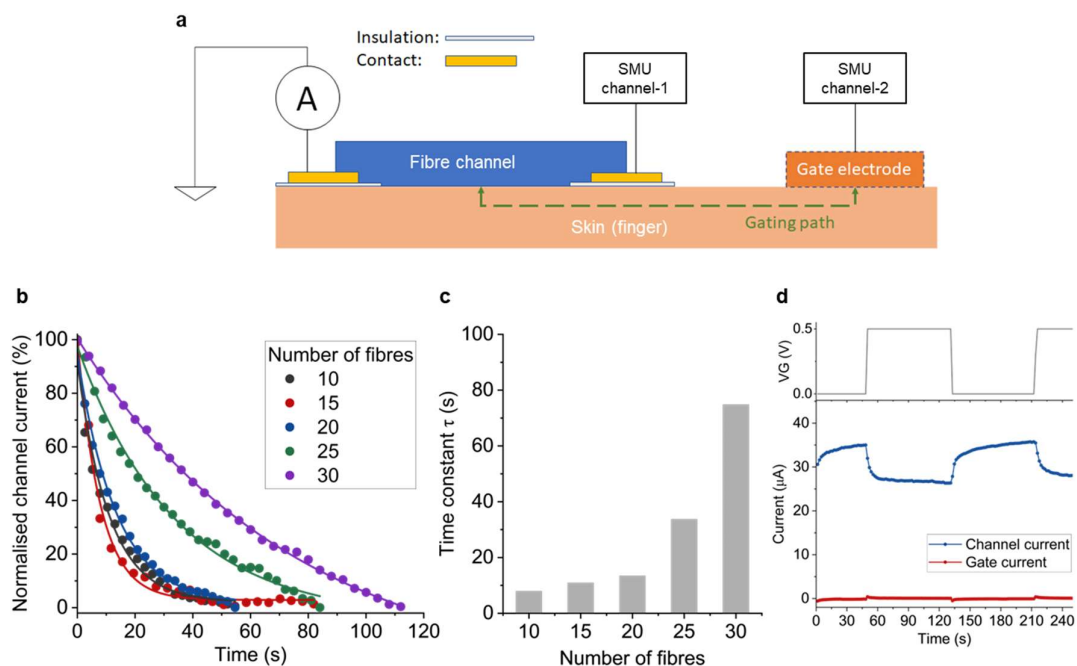 a
Insulation:
Contact:
A
SMU
channel-1
SMU
channel-2
Fibre channel
Gate electrode
Gating path
Skin (finger)
b
Normalised channel current (%)
100
80
60
40
20
0
0 20 40 60 80 100 120
Time (s)
Number of fibres
10
15
20
25
30
c
Time constant τ (s)
100
80
60
40
20
0
10 15 20 25 30
Number of fibres
d
VG (V)
0.5
0.0
Current (µA)
45
30
15
0
Channel current
Gate current
0 30 60 90 120 150 180 210 240
Time (s)